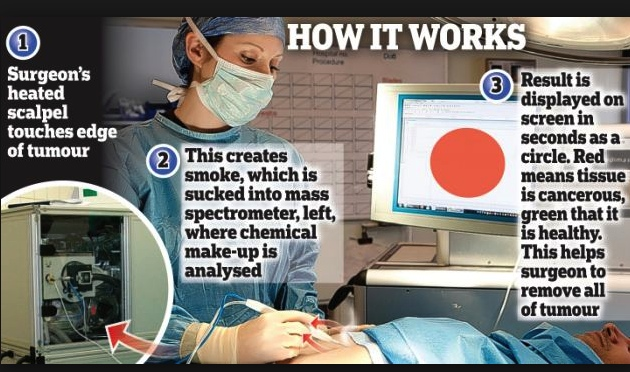 HOW IT WORKS
1
Surgeon's
heated
scalpel
touches edge
of tumour
2
This creates
smoke, which is
sucked into mass
spectrometer, left,
where chemical
make-up is
analysed
3
Result is
displayed on
screen in
seconds as a
circle. Red
means tissue
is cancerous,
green that it
is healthy.
This helps
surgeon to
remove all
of tumour
Procedure